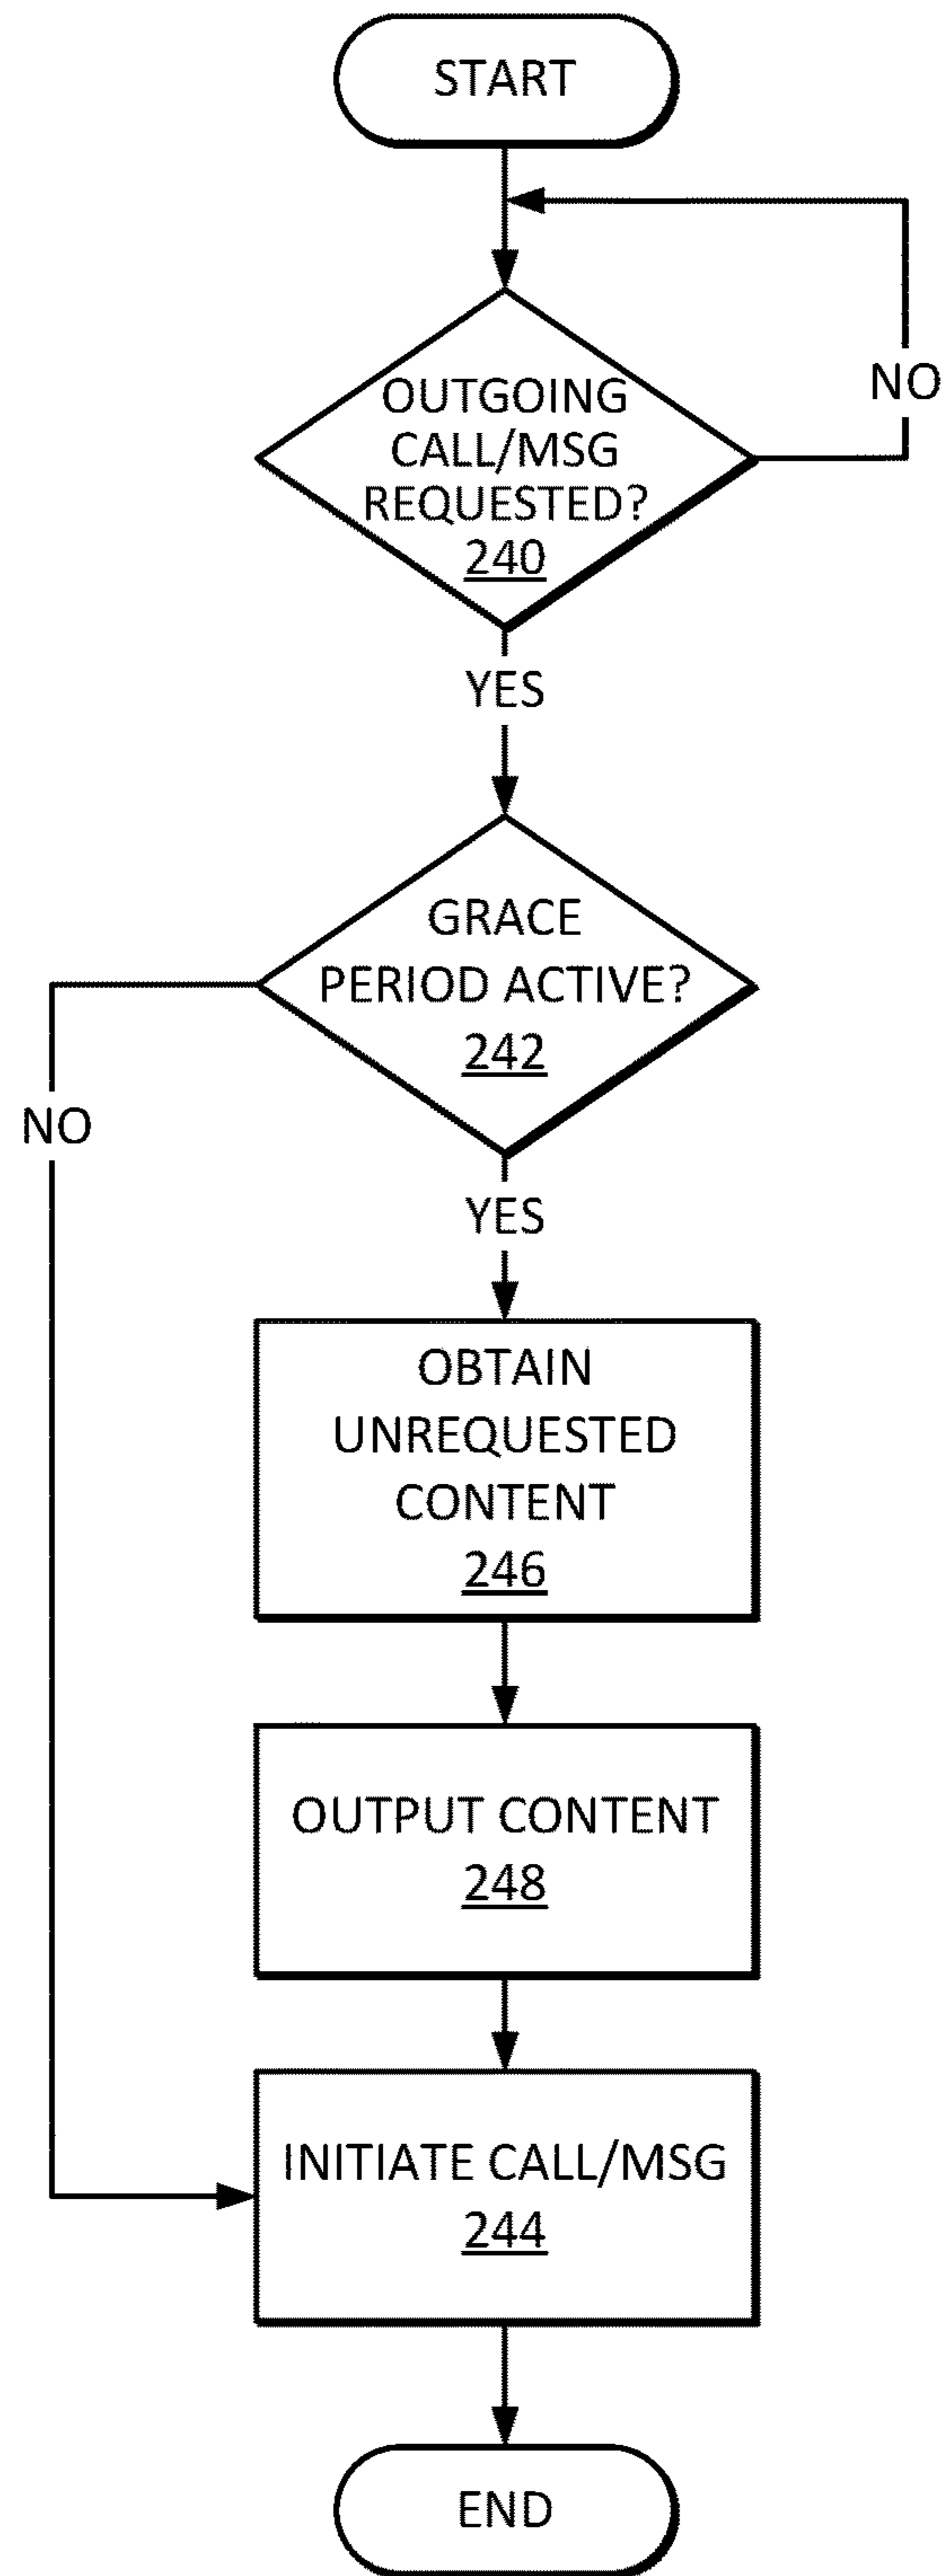 START
OUTGOING
CALL/MSG
REQUESTED?
240
NO
YES
GRACE
PERIOD ACTIVE?
242
NO
YES
OBTAIN
UNREQUESTED
CONTENT
246
OUTPUT CONTENT
248
INITIATE CALL/MSG
244
END